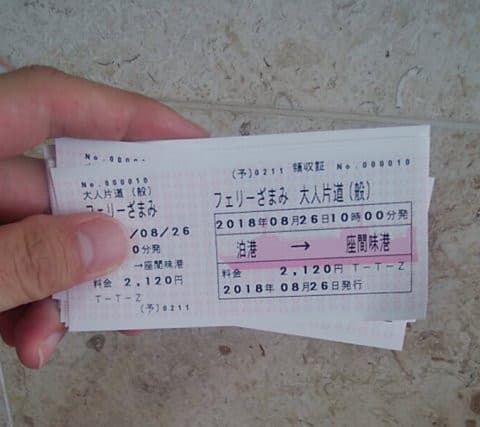 No.000
No.000010
大人片道（般）
フェリーざまみ
/08/26
0分発
→座間味港
料金 2,120円
T-T-Z
(予)0211
(予)0211 領収証 No.000010
フェリーざまみ 大人片道（般）
2018年08月26日10時00分発
泊港 → 座間味港
料金 2,120円 T-T-Z
2018年08月26日発行